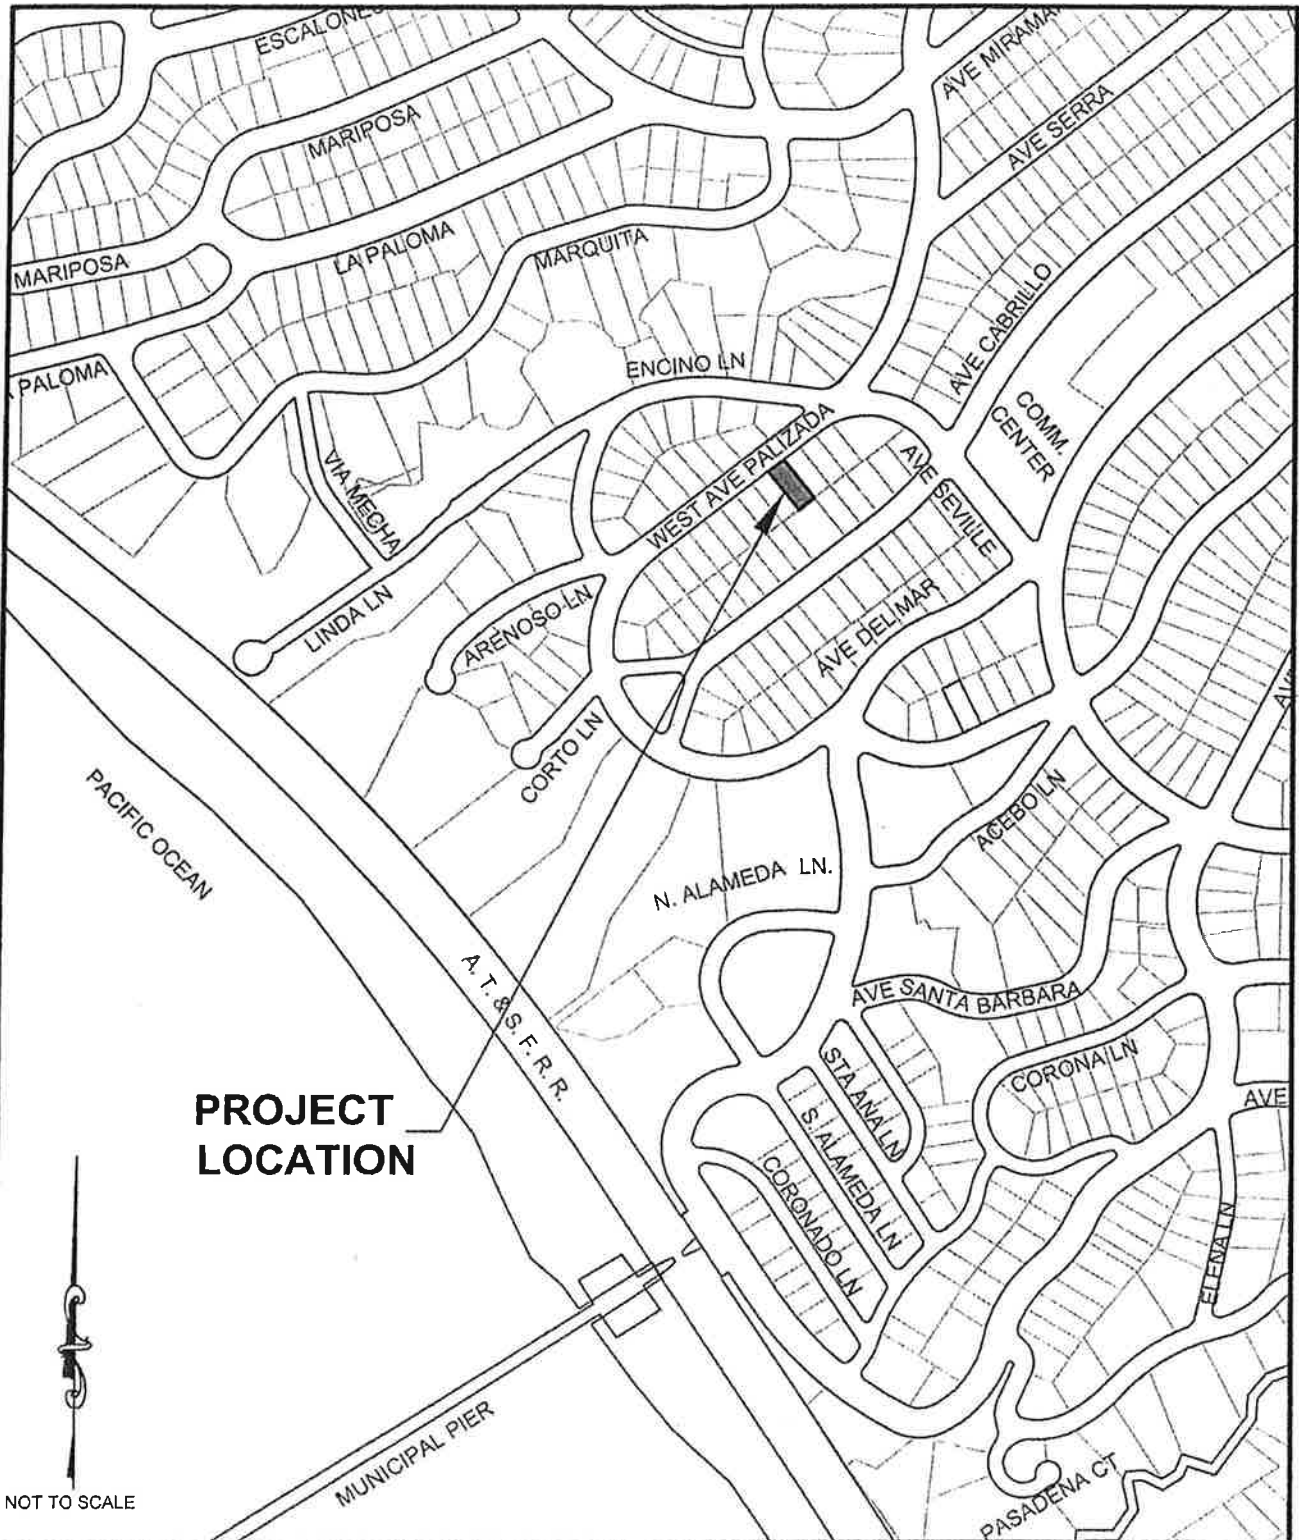 ESCALONES
AVE MIRAMAR
MARIPOSA
AVE SERRA
MARIPOSA
LA PALOMA
MARQUITA
AVE CABRILLO
PALOMA
ENCINO LN
COMM.
CENTER
WEST AVE PALIZADA
AVE SEVILLE
VIA MECHA
LINDA LN
ARENOSO LN
AVE DEL MAR
CORTO LN
AVE
PACIFIC OCEAN
ACEBO LN
N. ALAMEDA LN.
A. T. & S. F. R. R.
AVE SANTA BARBARA
STA ANA LN
CORONA LN
AVE
PROJECT
LOCATION
S. ALAMEDA LN
CORONADO LN
ELENA LN
MUNICIPAL PIER
PASADENA CT
NOT TO SCALE